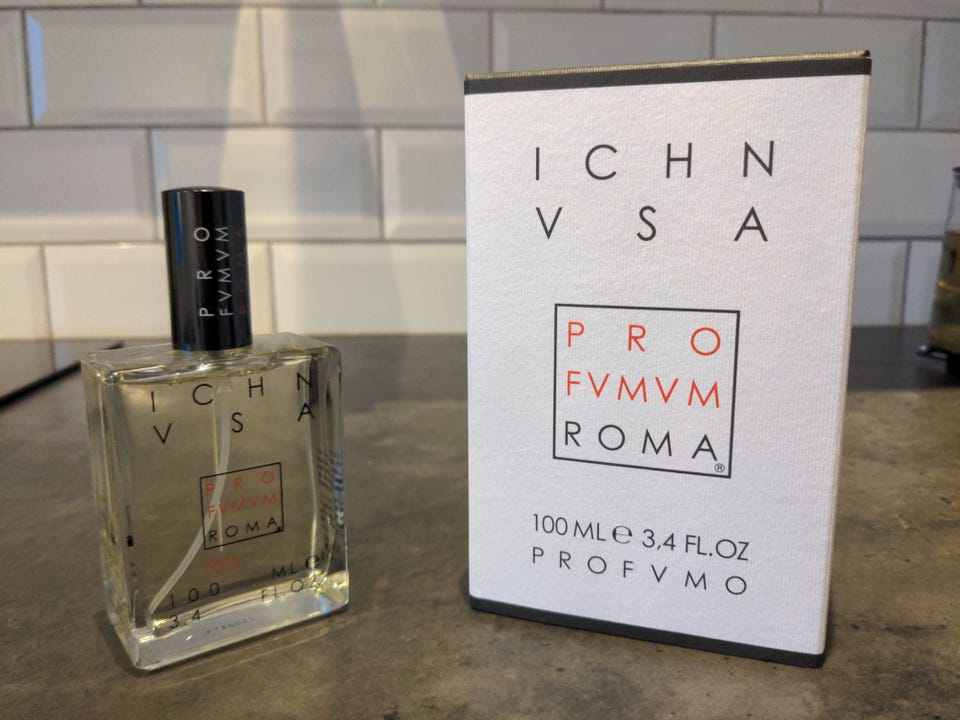 PRO
FVMVM
ROMA
ICHN
VSA
PRO
FVMVM
ROMA
100 ML e
3.4 FL.OZ
ICHN
VSA
PRO
FVMVM
ROMA®
100 ML e 3,4 FL.OZ
PROFVMO